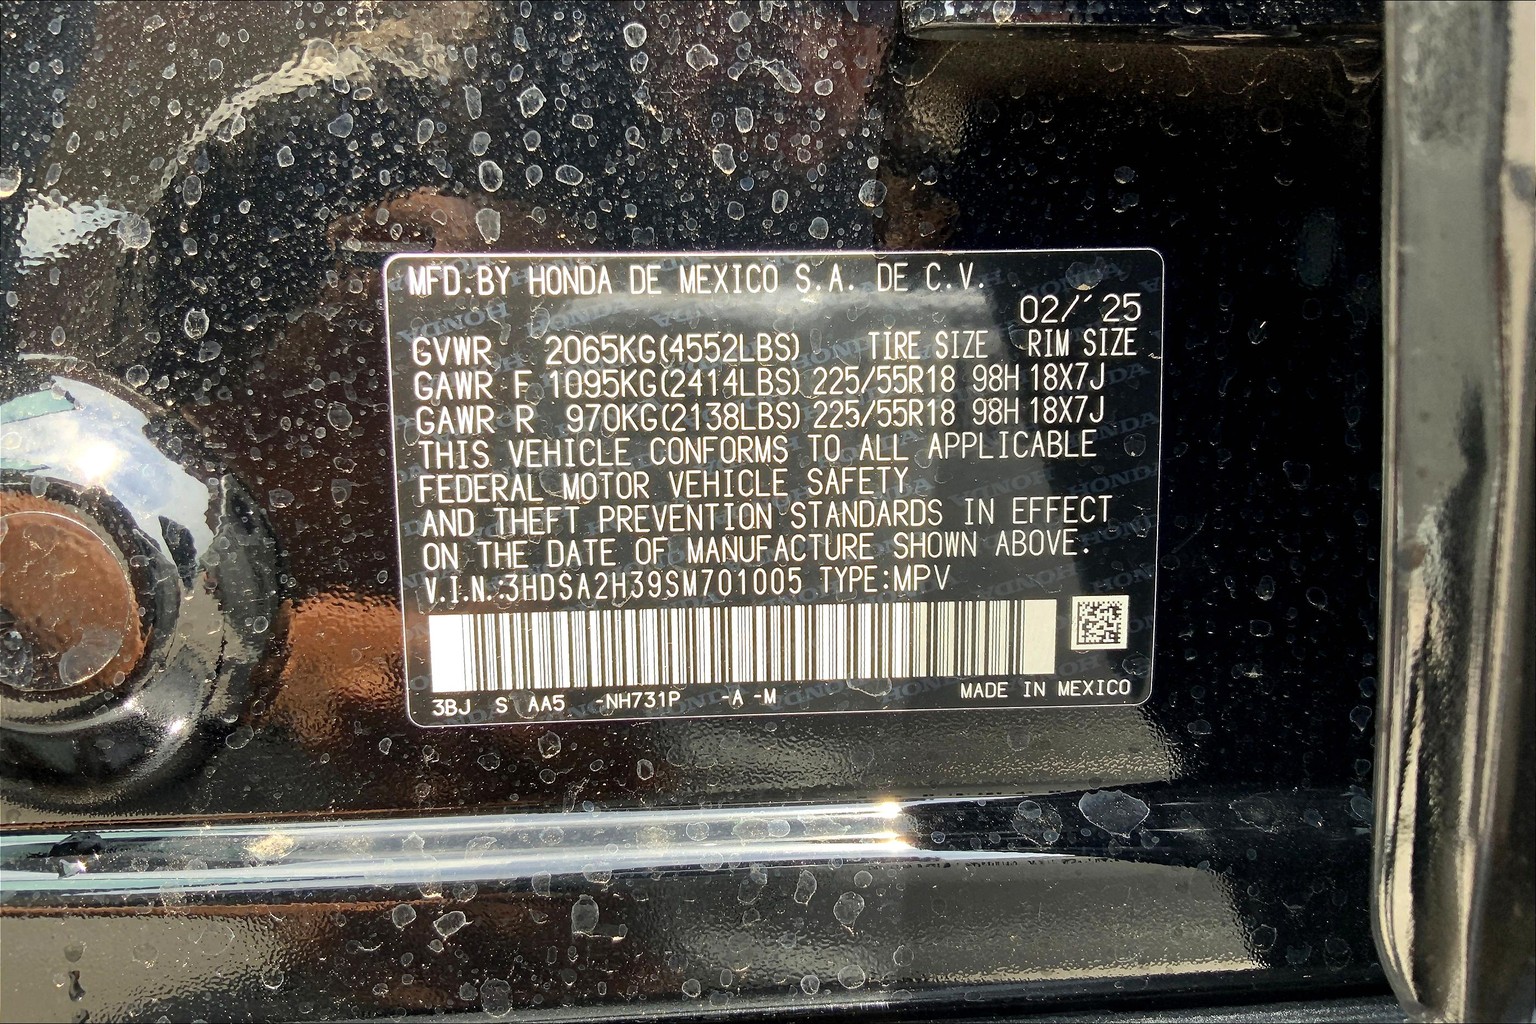 MFD.BY HONDA DE MEXICO S.A. DE C.V.
02/´25
GVWR 2065KG(4552LBS) TIRE SIZE RIM SIZE
GAWR F 1095KG(2414LBS) 225/55R18 98H 18X7J
GAWR R 970KG(2138LBS) 225/55R18 98H 18X7J
THIS VEHICLE CONFORMS TO ALL APPLICABLE
FEDERAL MOTOR VEHICLE SAFETY
AND THEFT PREVENTION STANDARDS IN EFFECT
ON THE DATE OF MANUFACTURE SHOWN ABOVE.
V.I.N.:3HDSA2H39SM701005 TYPE:MPV
3BJ S AA5 -NH731P -A -M MADE IN MEXICO